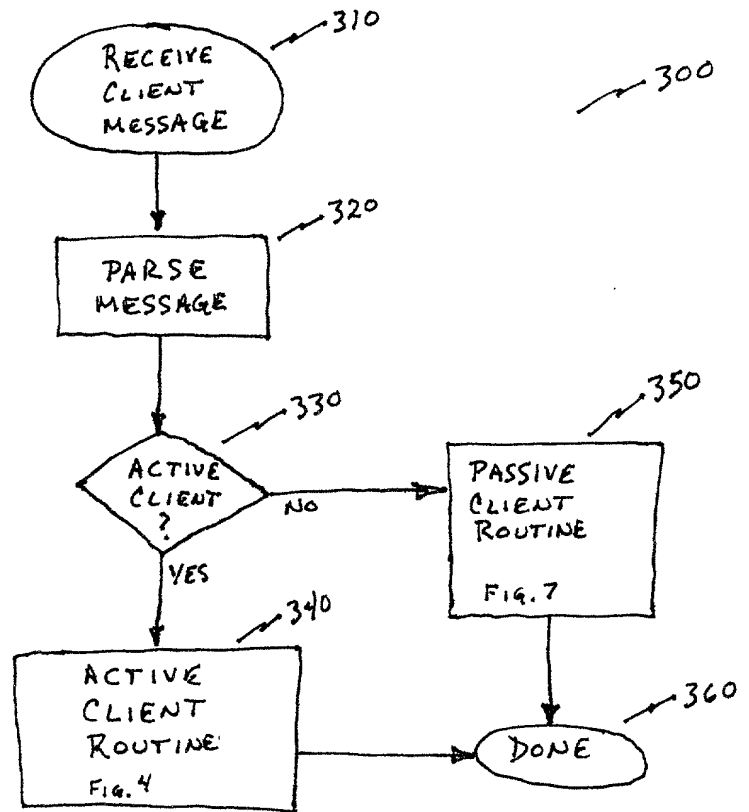 310
RECEIVE
CLIENT
MESSAGE
300
320
PARSE
MESSAGE
330
ACTIVE
CLIENT
?
NO
YES
350
PASSIVE
CLIENT
ROUTINE
FIG. 7
340
ACTIVE
CLIENT
ROUTINE
FIG. 4
360
DONE